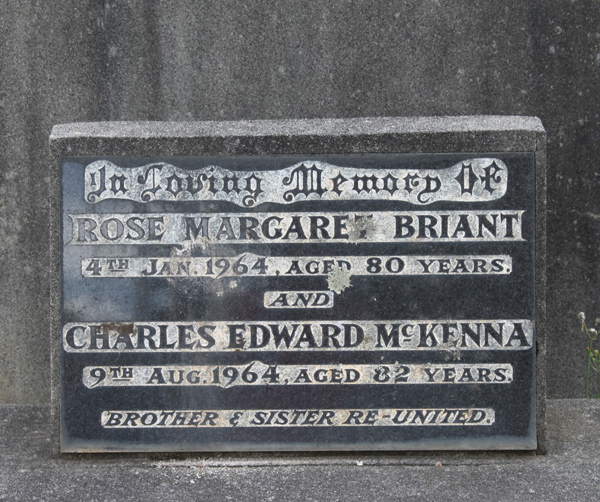 In Loving Memory Of
ROSE MARGARET BRIANT
4TH JAN. 1964, AGED 80 YEARS.
AND
CHARLES EDWARD McKENNA
9TH AUG. 1964, AGED 82 YEARS.
BROTHER & SISTER RE-UNITED.